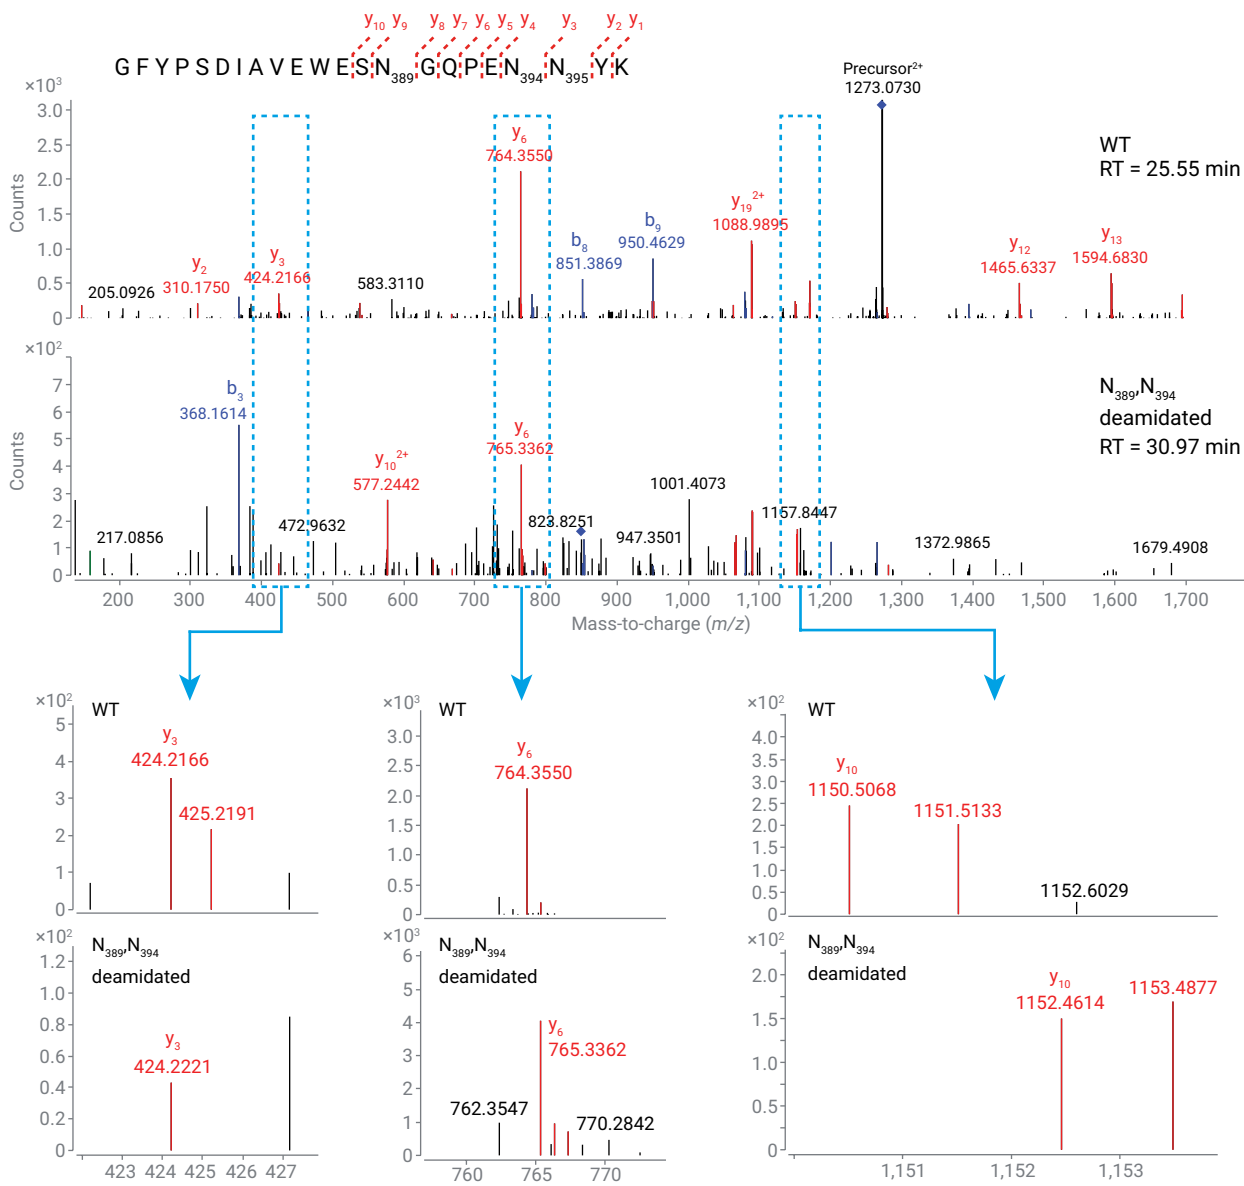 y10 y9 y8 y7 y6 y5 y4 y3 y2 y1
GFYPSDIAVEWESN389GQPEN394N395YK
×10³
3.0
2.5
2.0
1.5
1.0
0.5
0
Counts
205.0926
y2
310.1750
y3
424.2166
583.3110
y6
764.3550
b8
851.3869
b9
950.4629
y19²⁺
1088.9895
Precursor²⁺
1273.0730
y12
1465.6337
y13
1594.6830
WT
RT = 25.55 min
×10²
7
6
5
4
3
2
1
0
Counts
217.0856
b3
368.1614
472.9632
y10²⁺
577.2442
y6
765.3362
823.8251
947.3501
1001.4073
1157.8447
1372.9865
1679.4908
N389,N394
deamidated
RT = 30.97 min
200 300 400 500 600 700 800 900 1,000 1,100 1,200 1,300 1,400 1,500 1,600 1,700
Mass-to-charge (m/z)
×10²
WT
5
4
3
2
1
0
y3
424.2166
425.2191
×10³
WT
3.0
2.5
2.0
1.5
1.0
0.5
0
y6
764.3550
×10²
WT
4.0
3.0
2.5
2.0
1.5
1.0
0.5
0
y10
1150.5068
1151.5133
1152.6029
×10²
N389,N394
deamidated
1.2
1.0
0.8
0.6
0.4
0.2
0
y3
424.2221
423 424 425 426 427
×10³
N389,N394
deamidated
6
5
4
3
2
1
0
762.3547
y6
765.3362
770.2842
760 765 770
×10²
N389,N394
deamidated
2.0
1.5
1.0
0.5
0
y10
1152.4614
1153.4877
1,151 1,152 1,153